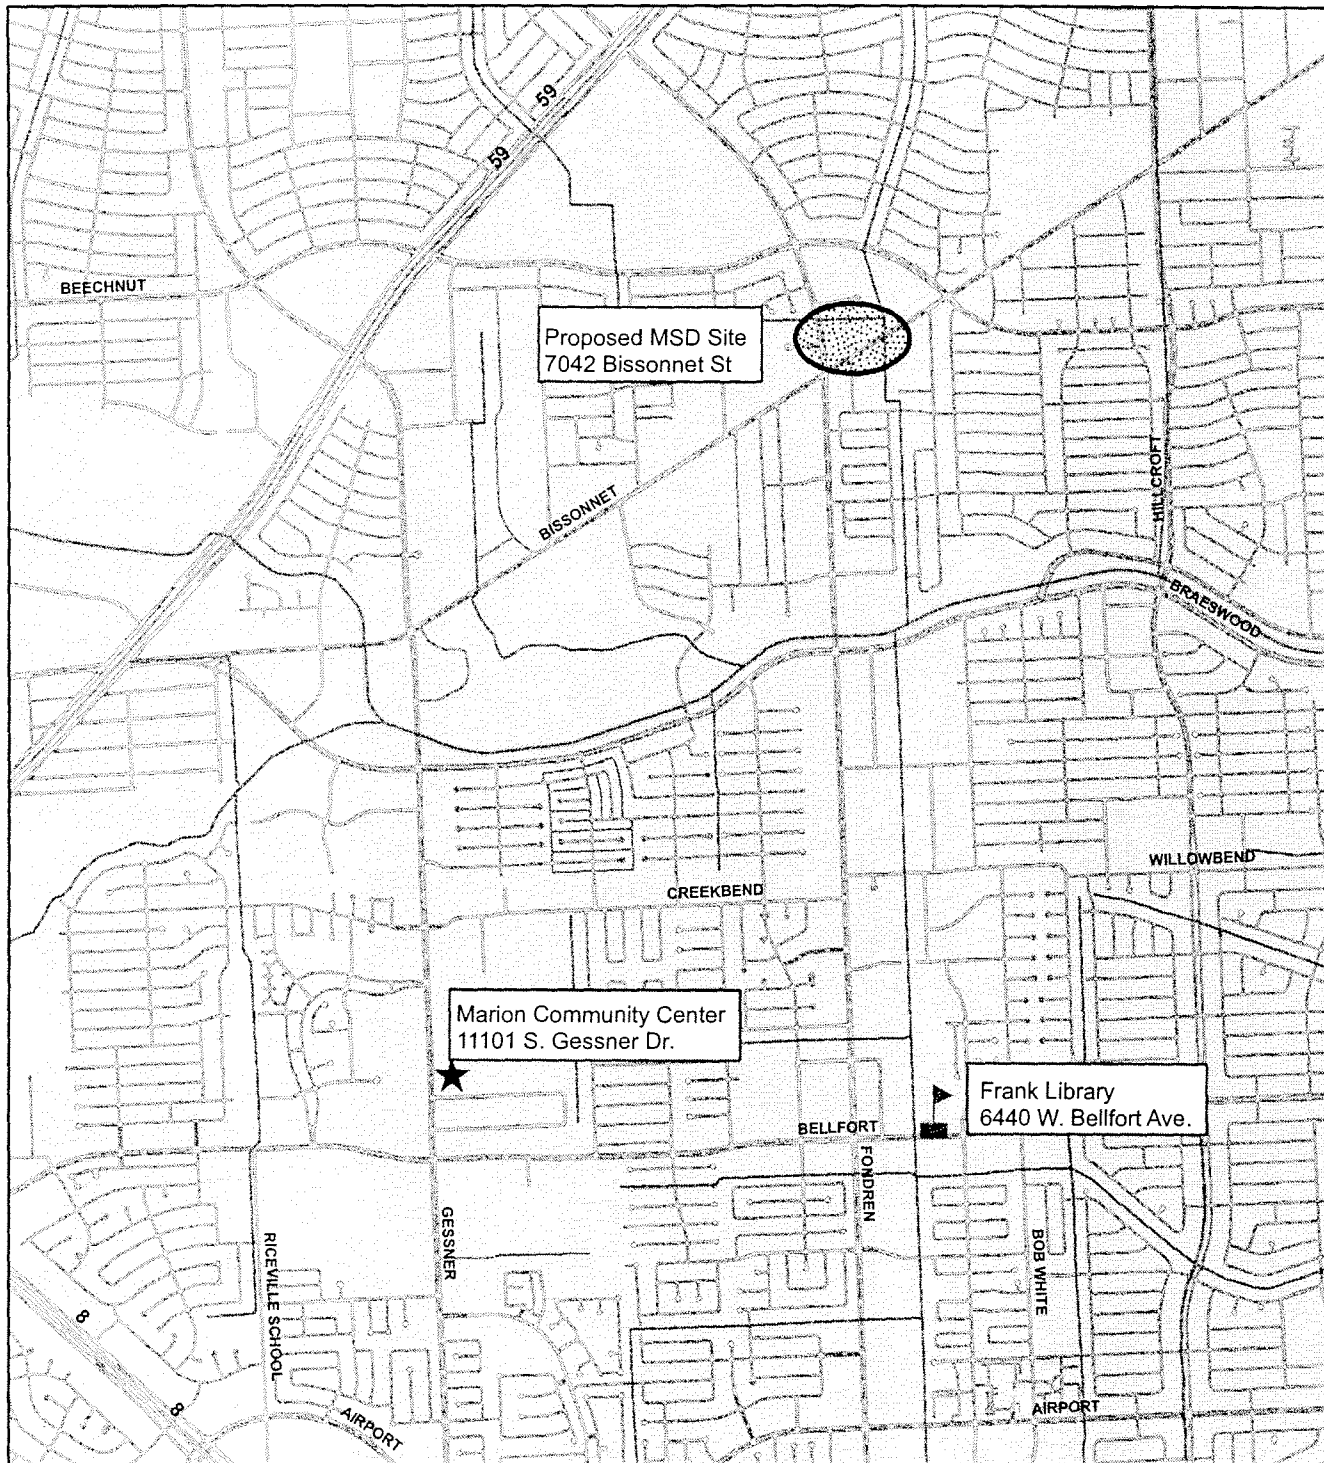 59
59
BEECHNUT
Proposed MSD Site
7042 Bissonnet St
HILLCROFT
BISSONNET
BRAESWOOD
WILLOWBEND
CREEKBEND
Marion Community Center
11101 S. Gessner Dr.
Frank Library
6440 W. Bellfort Ave.
BELLFORT
FONDREN
GESSNER
RICEVILLE SCHOOL
BOB WHITE
8
8
AIRPORT
AIRPORT